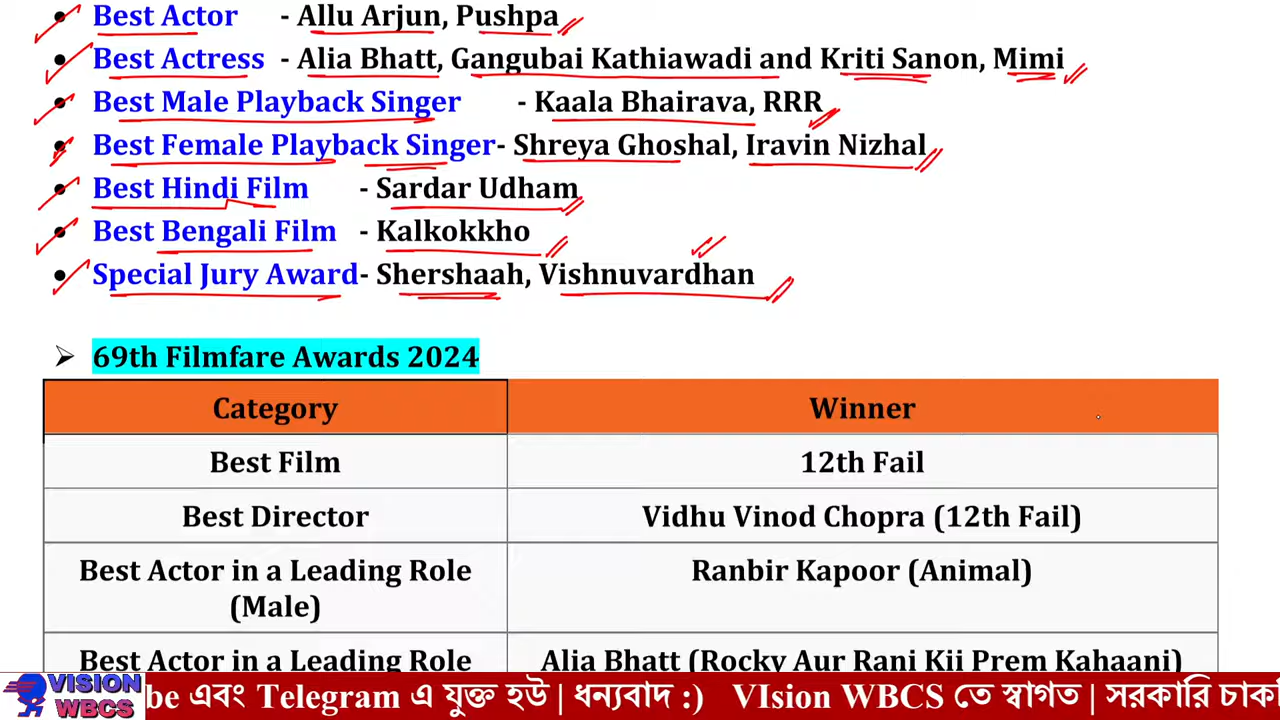 Best Actor - Allu Arjun, Pushpa
Best Actress - Alia Bhatt, Gangubai Kathiawadi and Kriti Sanon, Mimi
Best Male Playback Singer - Kaala Bhairava, RRR
Best Female Playback Singer- Shreya Ghoshal, Iravin Nizhal
Best Hindi Film - Sardar Udham
Best Bengali Film - Kalkokkho
Special Jury Award- Shershaah, Vishnuvardhan
69th Filmfare Awards 2024
Category Winner
Best Film 12th Fail
Best Director Vidhu Vinod Chopra (12th Fail)
Best Actor in a Leading Role Ranbir Kapoor (Animal)
(Male)
Best Actor in a Leading Role Alia Bhatt (Rocky Aur Rani Kii Prem Kahaani)
VISION
WBCS
be এবং Telegram এ যুক্ত হউ | ধন্যবাদ :) VIsion WBCS তে স্বাগত | সরকারি চাকা